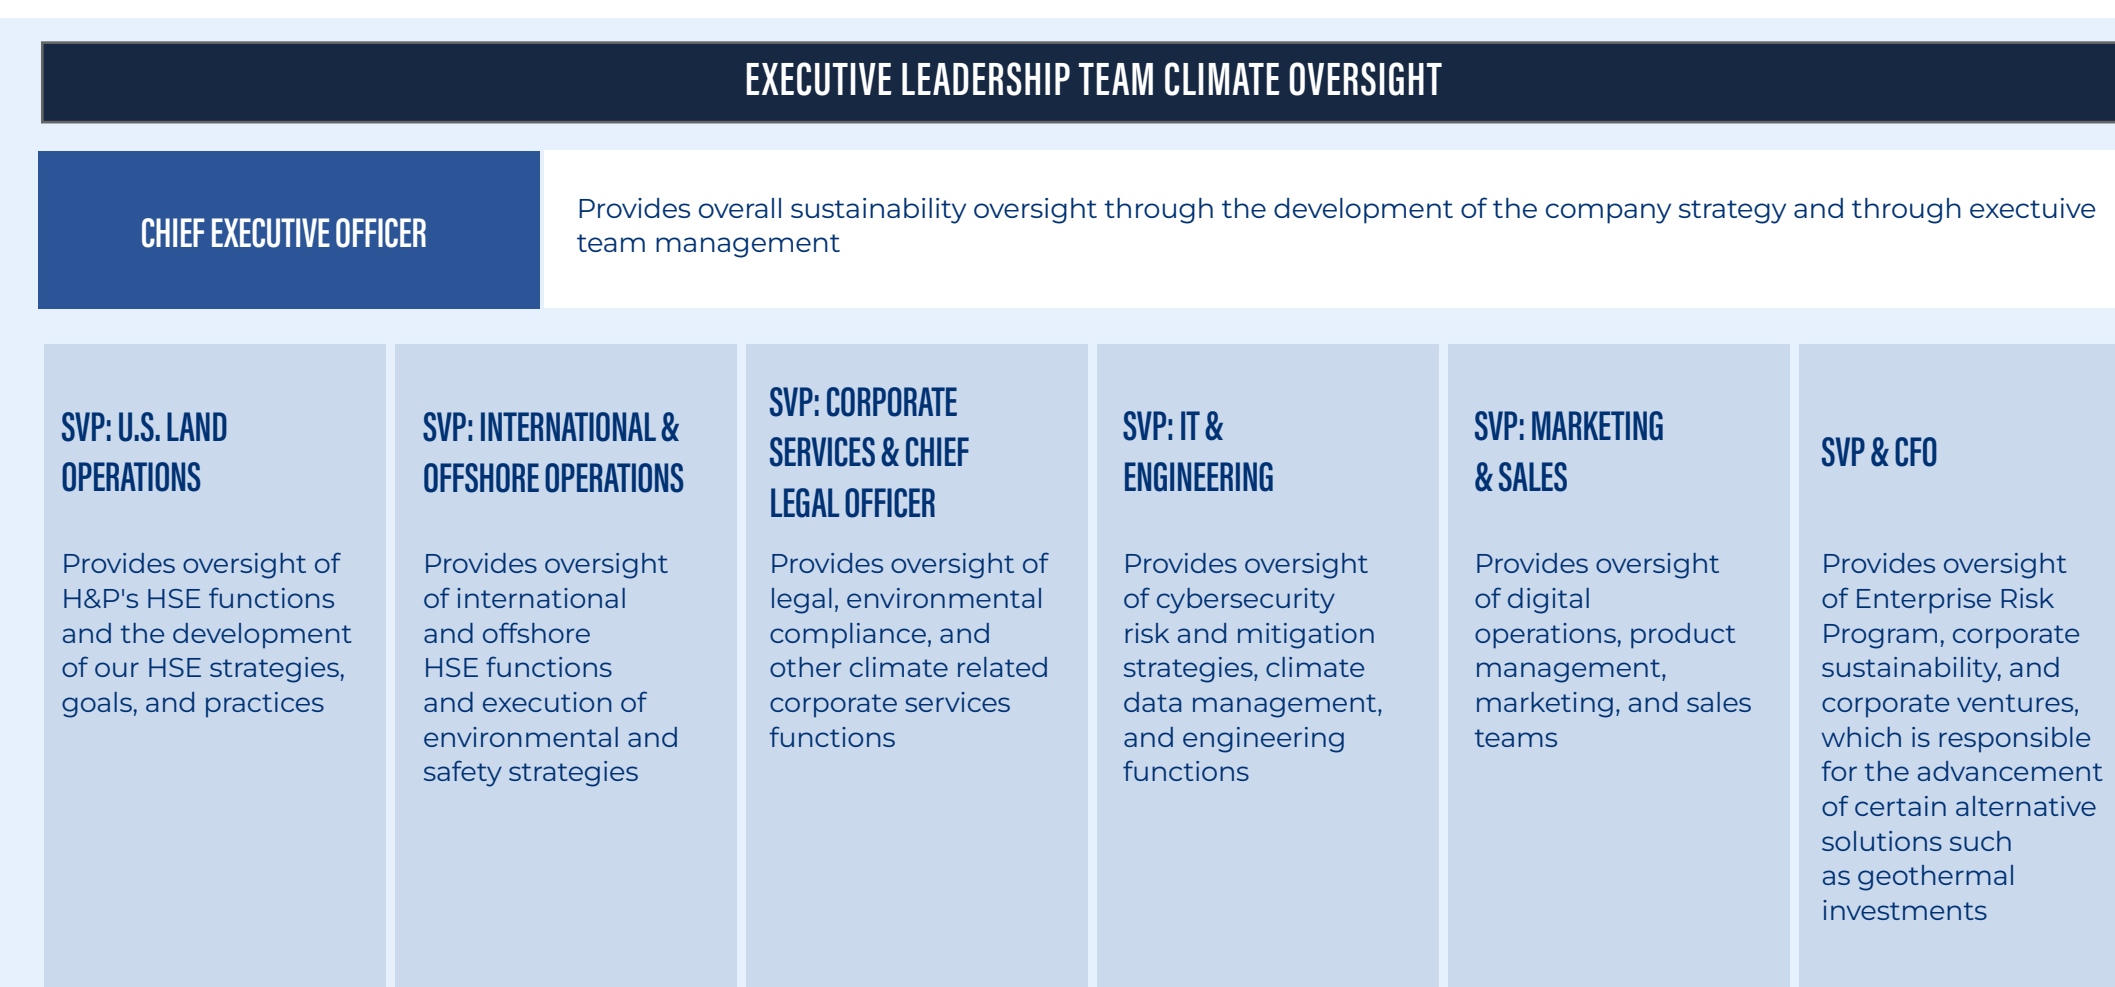 EXECUTIVE LEADERSHIP TEAM CLIMATE OVERSIGHT
CHIEF EXECUTIVE OFFICER
Provides overall sustainability oversight through the development of the company strategy and through exectuive
team management
SVP: U.S. LAND
OPERATIONS
Provides oversight of
H&P's HSE functions
and the development
of our HSE strategies,
goals, and practices
SVP: INTERNATIONAL &
OFFSHORE OPERATIONS
Provides oversight
of international
and offshore
HSE functions
and execution of
environmental and
safety strategies
SVP: CORPORATE
SERVICES & CHIEF
LEGAL OFFICER
Provides oversight of
legal, environmental
compliance, and
other climate related
corporate services
functions
SVP: IT &
ENGINEERING
Provides oversight
of cybersecurity
risk and mitigation
strategies, climate
data management,
and engineering
functions
SVP: MARKETING
& SALES
Provides oversight
of digital
operations, product
management,
marketing, and sales
teams
SVP & CFO
Provides oversight
of Enterprise Risk
Program, corporate
sustainability, and
corporate ventures,
which is responsible
for the advancement
of certain alternative
solutions such
as geothermal
investments